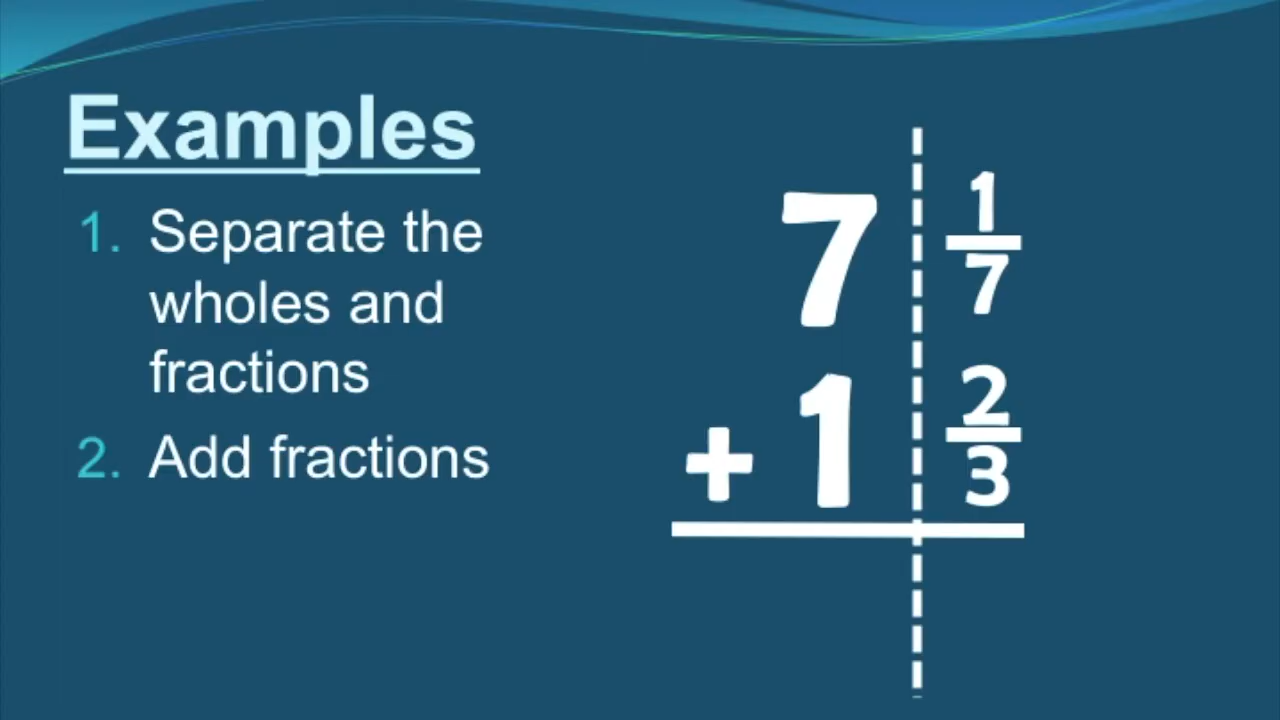 Examples
1. Separate the
wholes and
fractions
2. Add fractions
7 1/7
+ 1 2/3